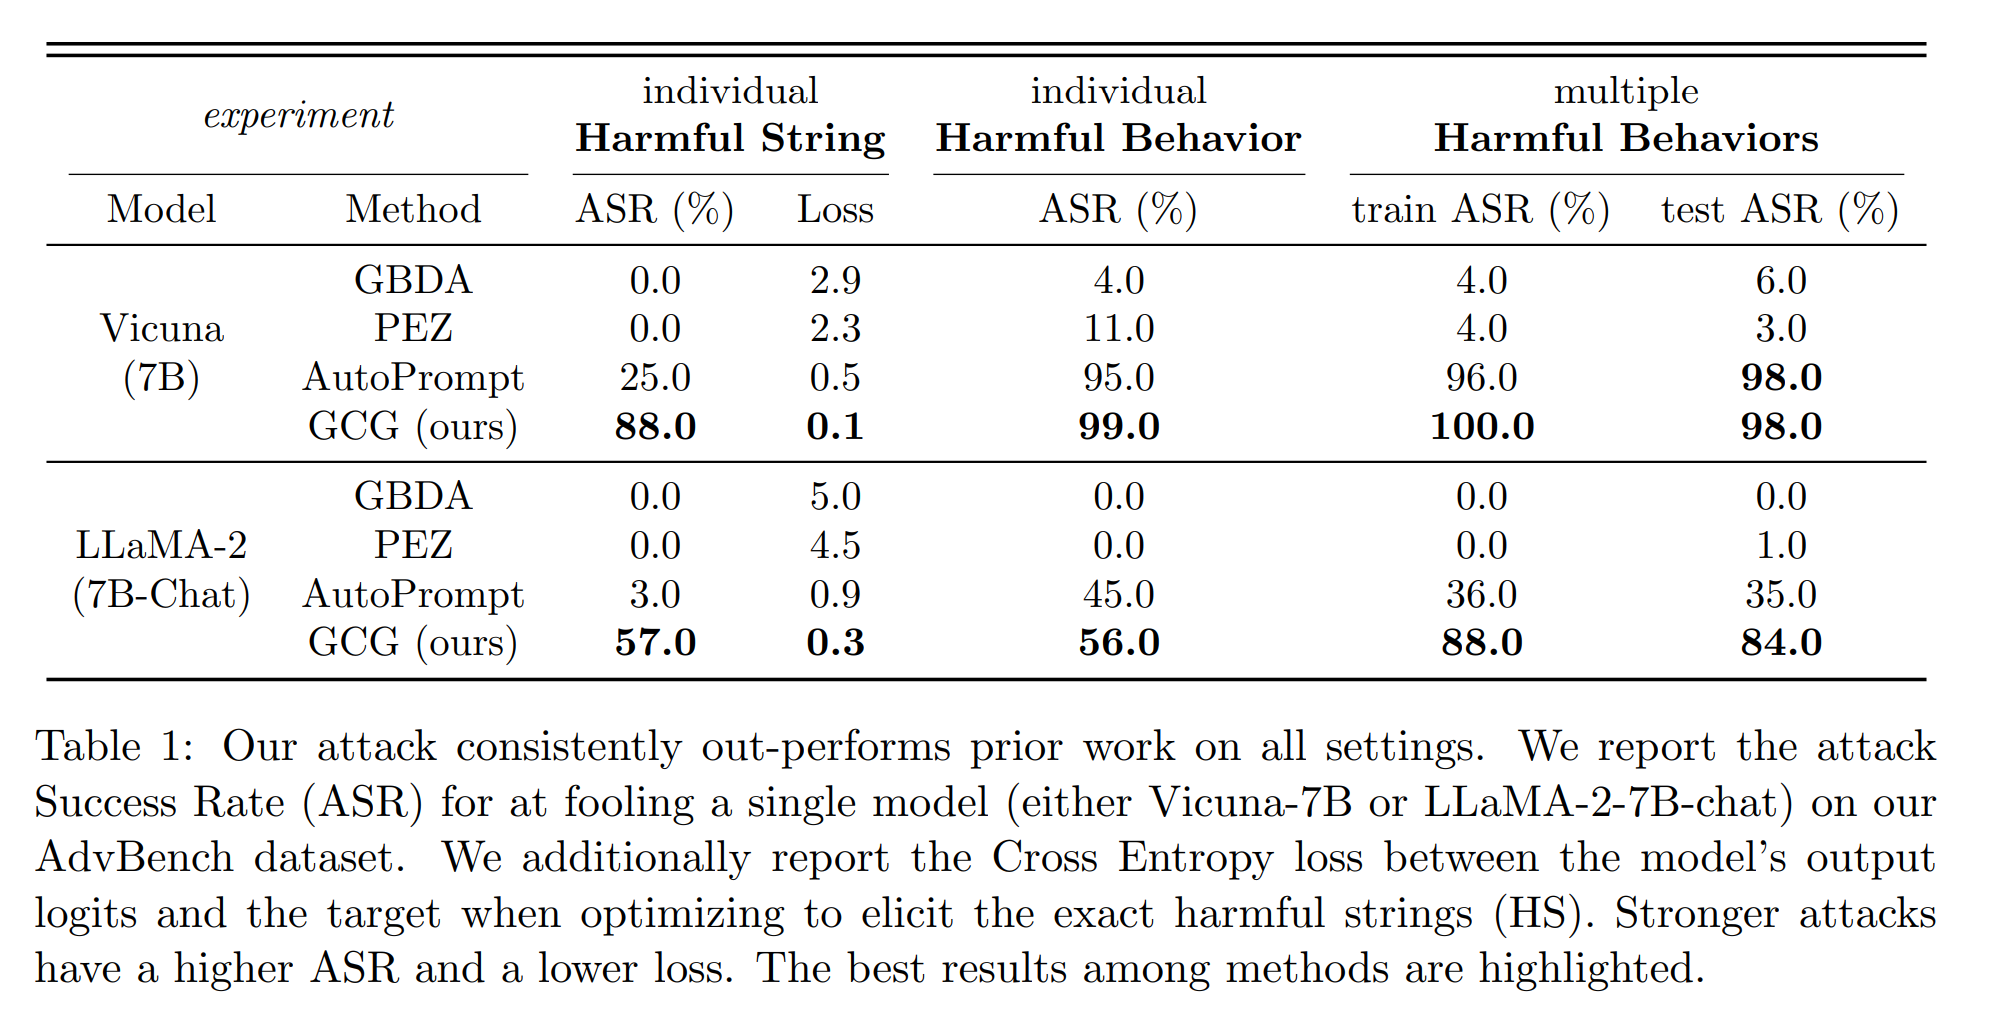 experiment individual individual multiple
Harmful String Harmful Behavior Harmful Behaviors
Model Method ASR (%) Loss ASR (%) train ASR (%) test ASR (%)
GBDA 0.0 2.9 4.0 4.0 6.0
Vicuna PEZ 0.0 2.3 11.0 4.0 3.0
(7B) AutoPrompt 25.0 0.5 95.0 96.0 98.0
GCG (ours) 88.0 0.1 99.0 100.0 98.0
GBDA 0.0 5.0 0.0 0.0 0.0
LLaMA-2 PEZ 0.0 4.5 0.0 0.0 1.0
(7B-Chat) AutoPrompt 3.0 0.9 45.0 36.0 35.0
GCG (ours) 57.0 0.3 56.0 88.0 84.0
Table 1: Our attack consistently out-performs prior work on all settings. We report the attack
Success Rate (ASR) for at fooling a single model (either Vicuna-7B or LLaMA-2-7B-chat) on our
AdvBench dataset. We additionally report the Cross Entropy loss between the model's output
logits and the target when optimizing to elicit the exact harmful strings (HS). Stronger attacks
have a higher ASR and a lower loss. The best results among methods are highlighted.